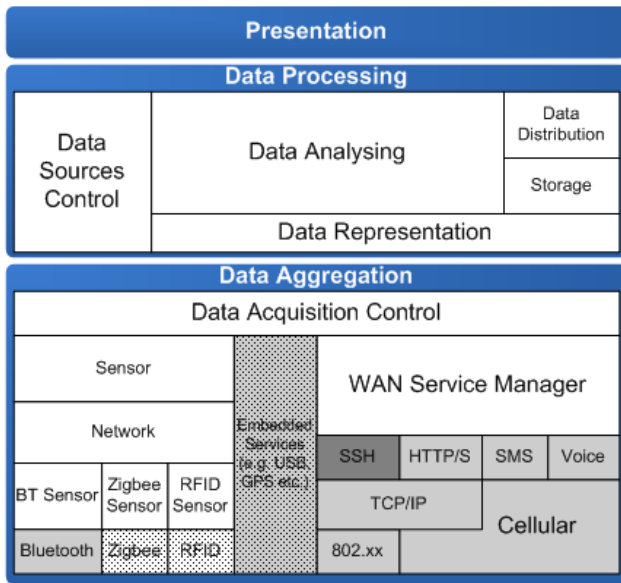 Presentation
Data Processing
Data
Sources
Control
Data Analysing
Data
Distribution
Storage
Data Representation
Data Aggregation
Data Acquisition Control
Sensor
Network
BT Sensor
Zigbee
Sensor
RFID
Sensor
Bluetooth
Zigbee
RFID
Embedded
Services
(e.g. USB,
GPS etc.)
WAN Service Manager
SSH
HTTP/S
SMS
Voice
TCP/IP
Cellular
802.xx